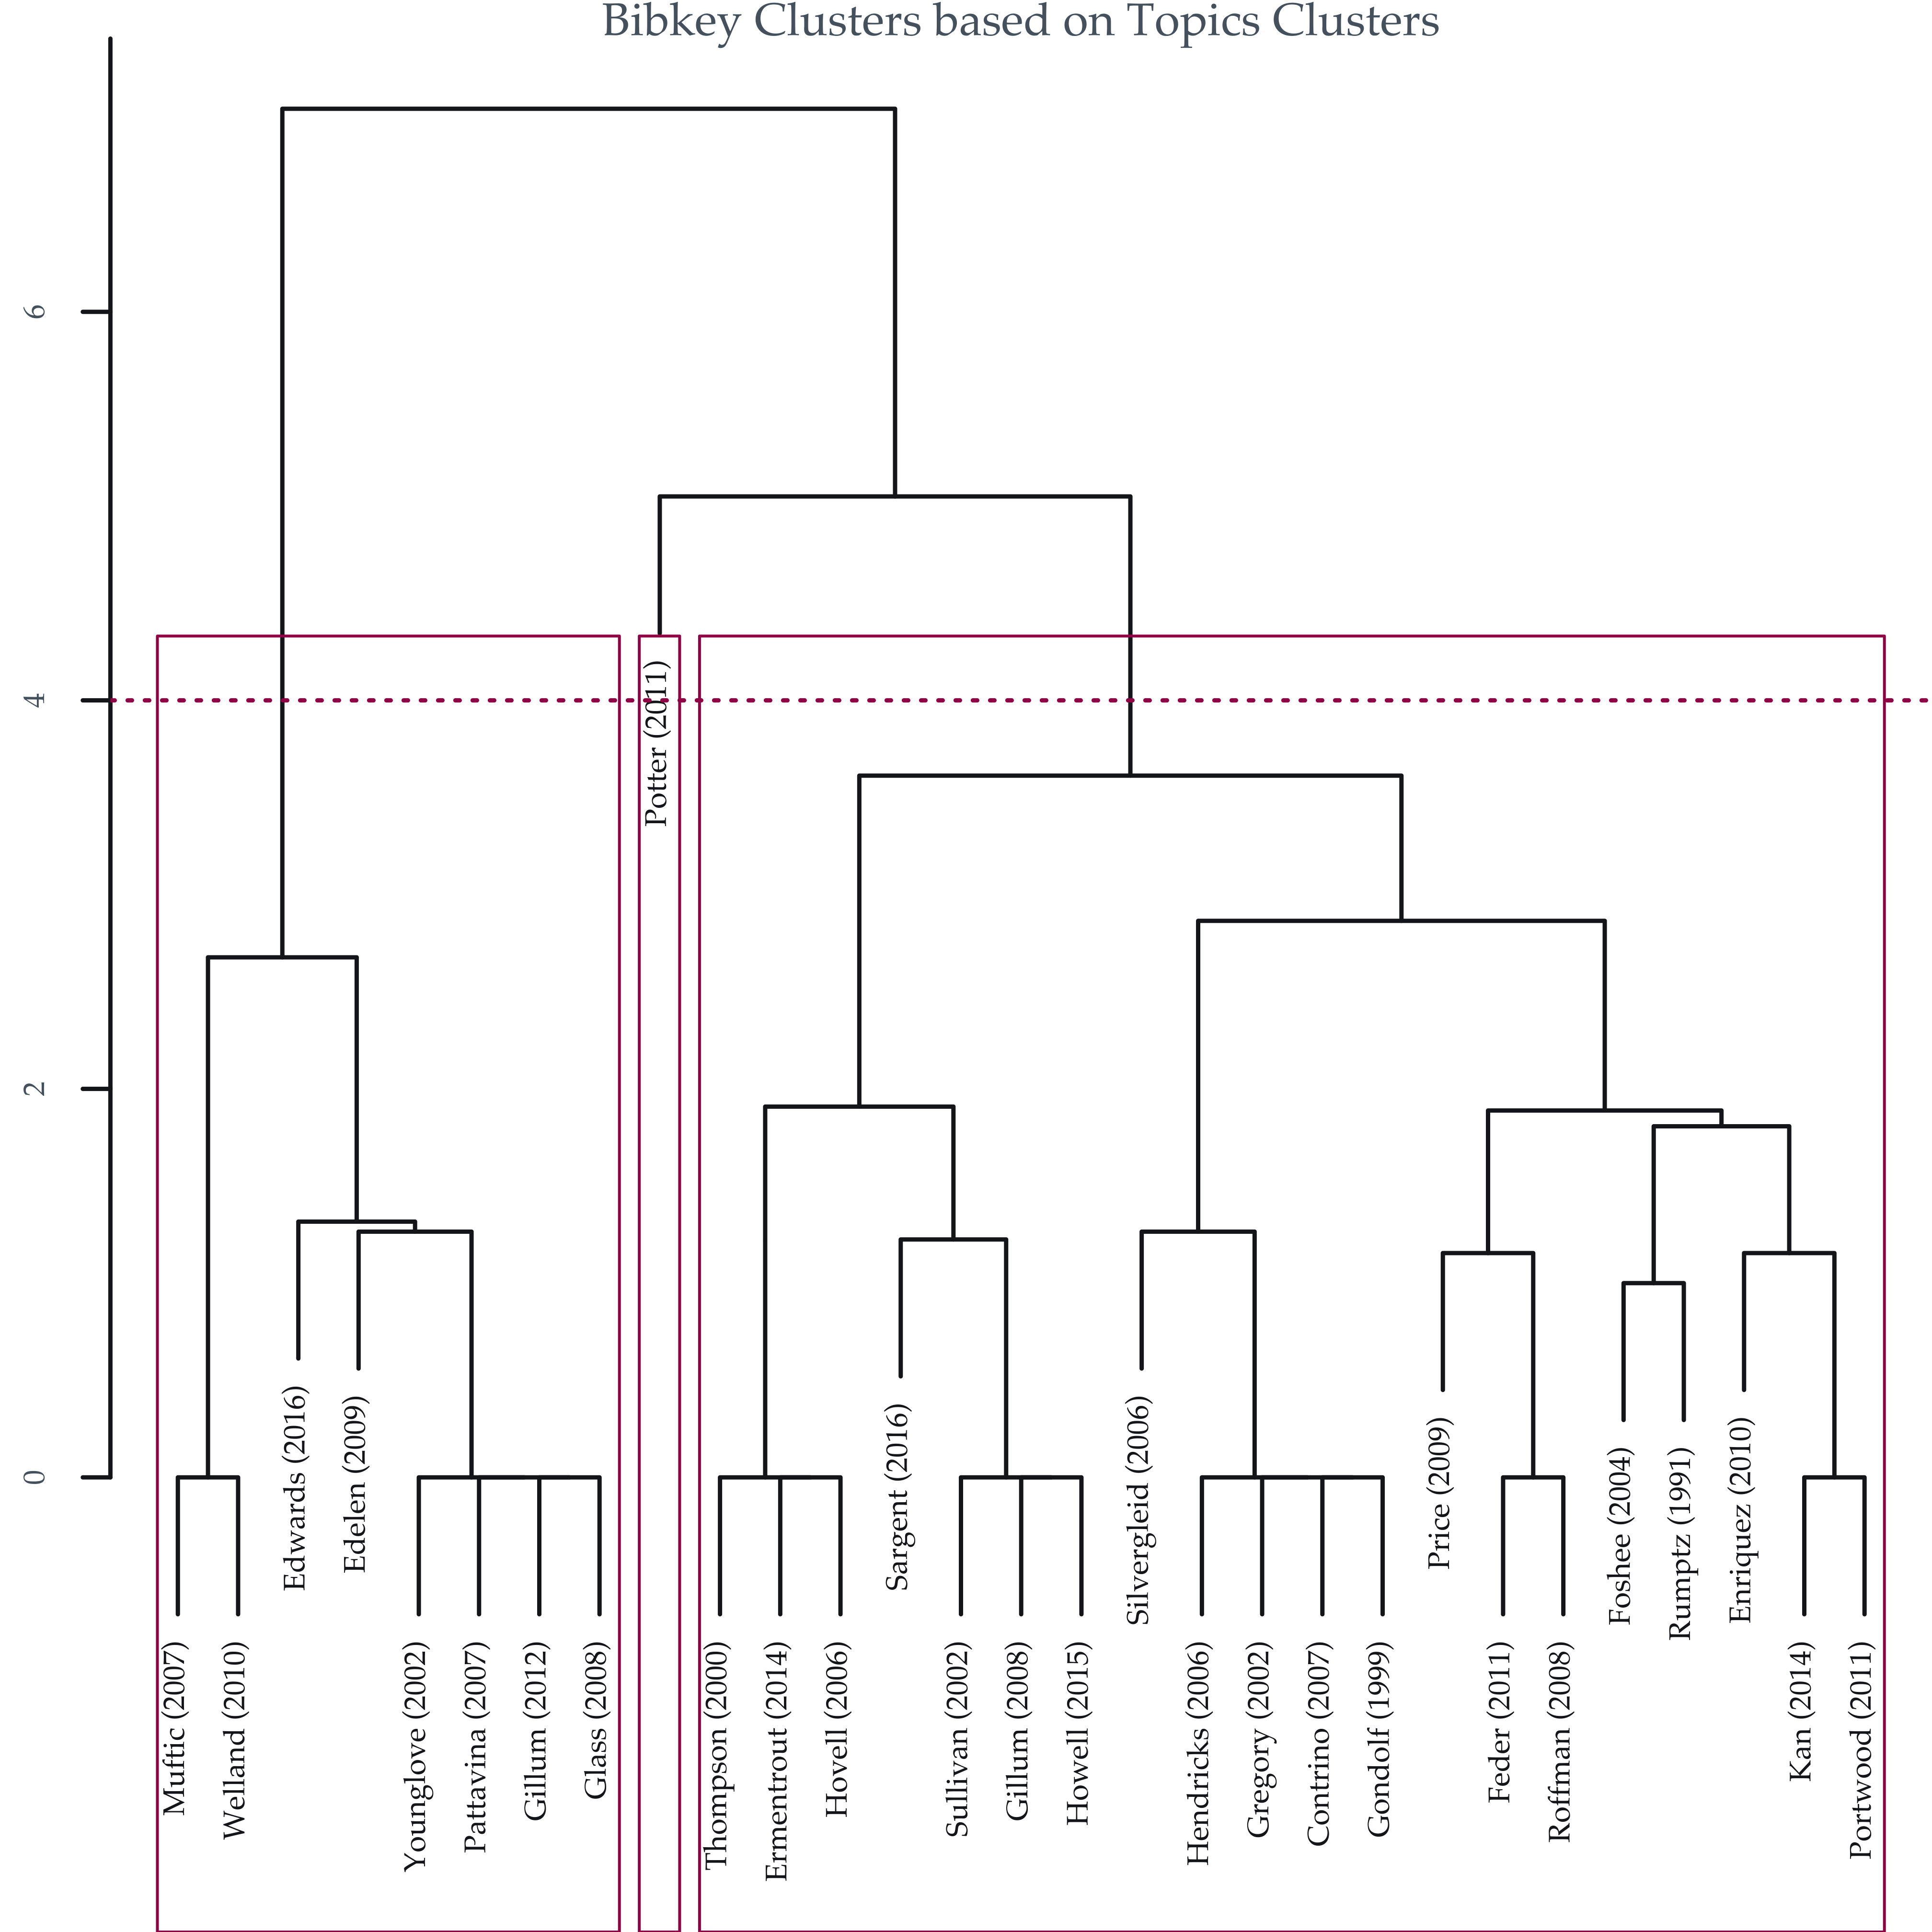 Bibkey Clusters based on Topics Clusters
6
4
2
0
Muftic (2007)
Welland (2010)
Edwards (2016)
Edelen (2009)
Younglove (2002)
Pattavina (2007)
Gillum (2012)
Glass (2008)
Potter (2011)
Thompson (2000)
Ermentrout (2014)
Hovell (2006)
Sargent (2016)
Sullivan (2002)
Gillum (2008)
Howell (2015)
Silvergleid (2006)
Hendricks (2006)
Gregory (2002)
Contrino (2007)
Gondolf (1999)
Price (2009)
Feder (2011)
Roffman (2008)
Foshee (2004)
Rumptz (1991)
Enriquez (2010)
Kan (2014)
Portwood (2011)